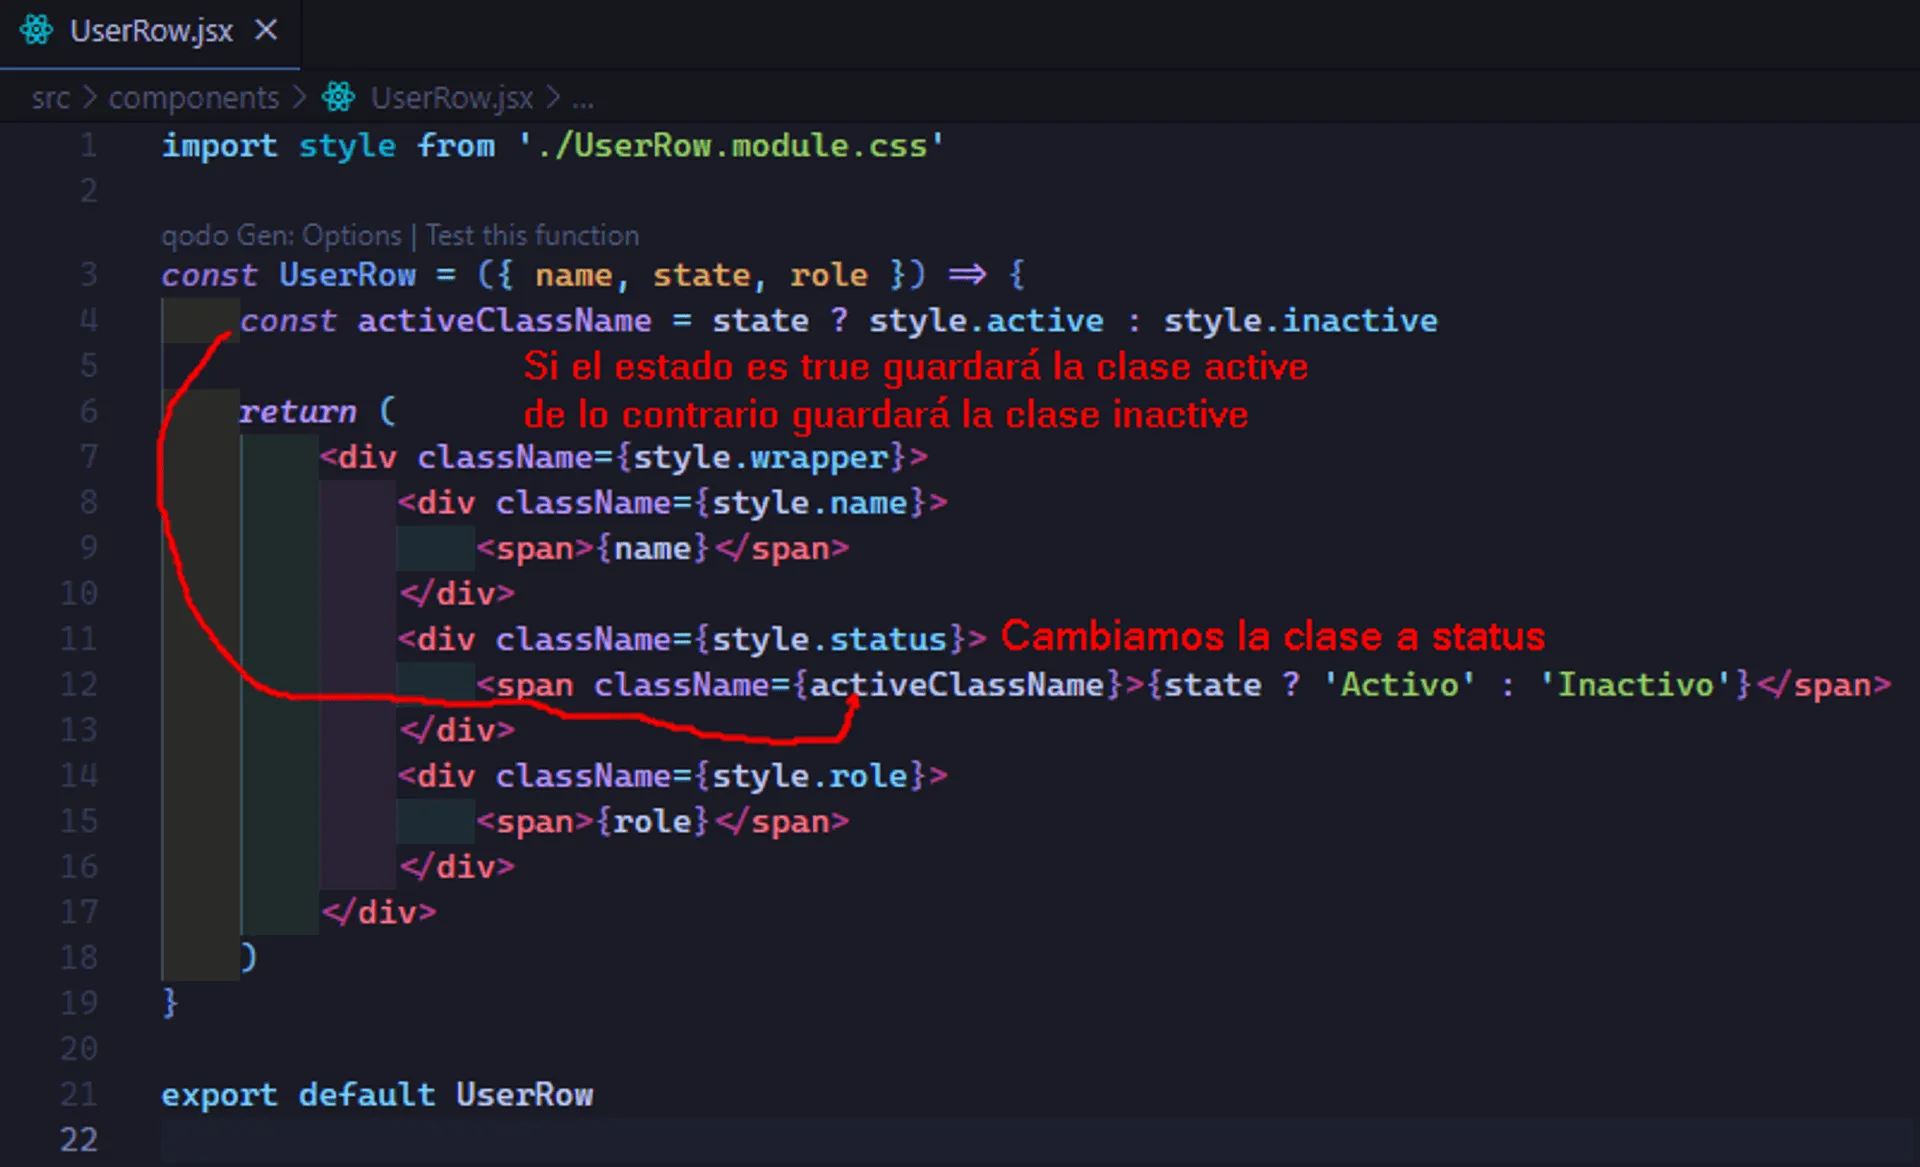 UserRow.jsx
src > components > UserRow.jsx > ...
1 import style from './UserRow.module.css'
2
qodo Gen: Options | Test this function
3 const UserRow = ({ name, state, role }) => {
4 const activeClassName = state ? style.active : style.inactive
5 Si el estado es true guardará la clase active
6 return ( de lo contrario guardará la clase inactive
7 <div className={style.wrapper}>
8 <div className={style.name}>
9 <span>{name}</span>
10 </div>
11 <div className={style.status}> Cambiamos la clase a status
12 <span className={activeClassName}>{state ? 'Activo' : 'Inactivo'}</span>
13 </div>
14 <div className={style.role}>
15 <span>{role}</span>
16 </div>
17 </div>
18 )
19 }
20
21 export default UserRow
22